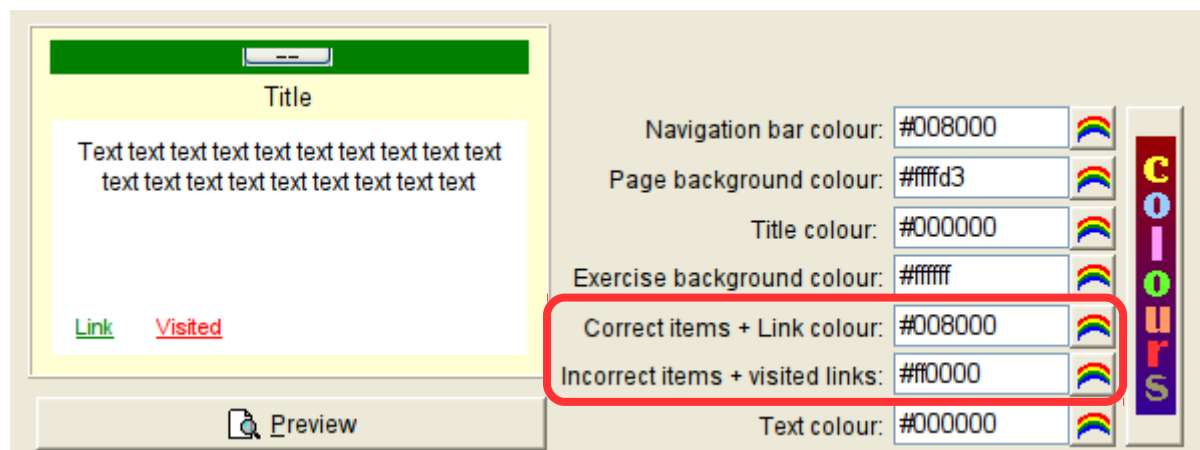 --
Title
Text text text text text text text text text text
text text text text text text text text text
Link Visited
Preview
Navigation bar colour: #008000
Page background colour: #ffffd3
Title colour: #000000
Exercise background colour: #ffffff
Correct items + Link colour: #008000
Incorrect items + visited links: #ff0000
Text colour: #000000
colours